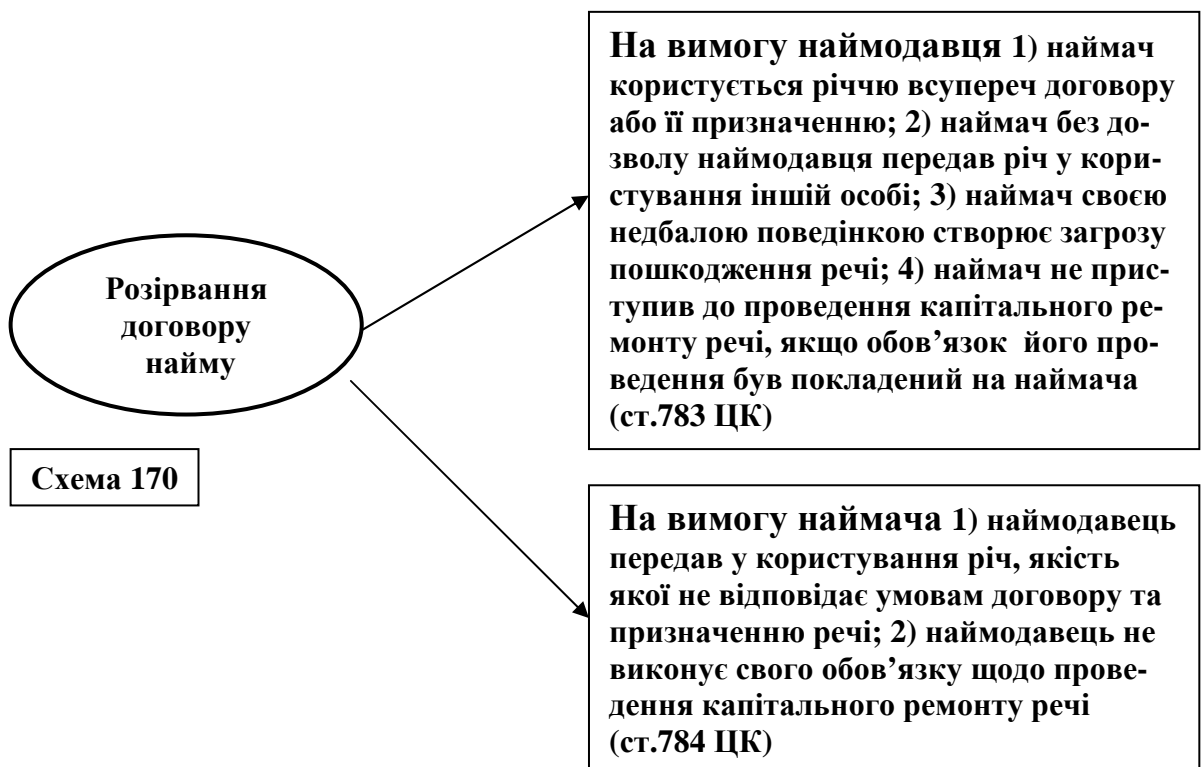 Розірвання
договору
найму
Схема 170
На вимогу наймодавця 1) наймач
користується річчю всупереч договору
або її призначенню; 2) наймач без до-
зволу наймодавця передав річ у кори-
стування іншій особі; 3) наймач своєю
недбалою поведінкою створює загрозу
пошкодження речі; 4) наймач не прис-
тупив до проведення капітального ре-
монту речі, якщо обов’язок його про-
ведення був покладений на наймача
(ст.783 ЦК)
На вимогу наймача 1) наймодавець
передав у користування річ, якість
якої не відповідає умовам договору та
призначенню речі; 2) наймодавець не
виконує свого обов’язку щодо прове-
дення капітального ремонту речі
(ст.784 ЦК)